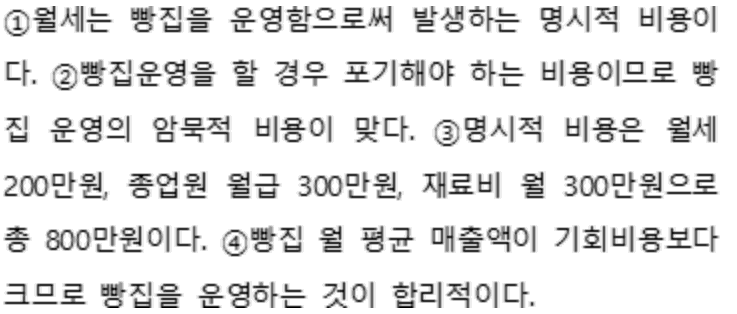 ①월세는 빵집을 운영함으로써 발생하는 명시적 비용이
다. ②빵집운영을 할 경우 포기해야 하는 비용이므로 빵
집 운영의 암묵적 비용이 맞다. ③명시적 비용은 월세
200만원, 종업원 월급 300만원, 재료비 월 300만원으로
총 800만원이다. ④빵집 월 평균 매출액이 기회비용보다
크므로 빵집을 운영하는 것이 합리적이다.